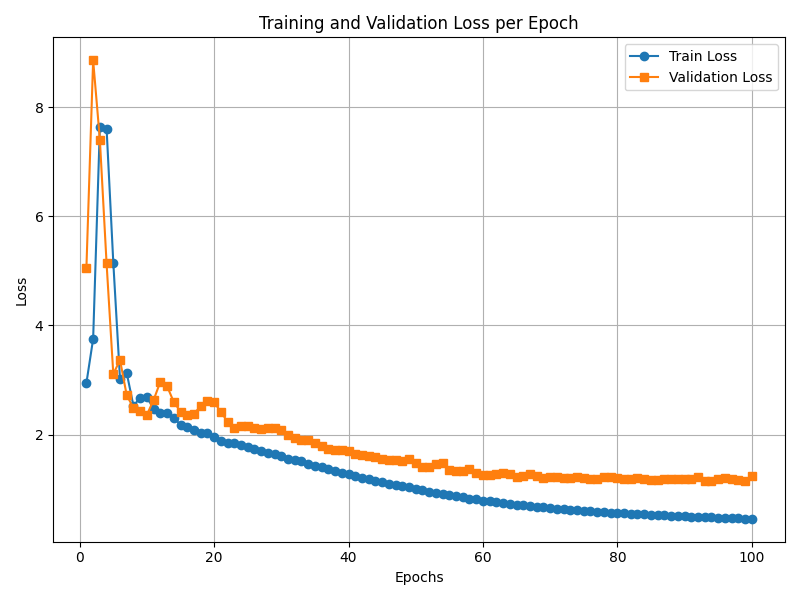 Training and Validation Loss per Epoch
Train Loss
Validation Loss
8
6
4
2
Loss
0 20 40 60 80 100
Epochs